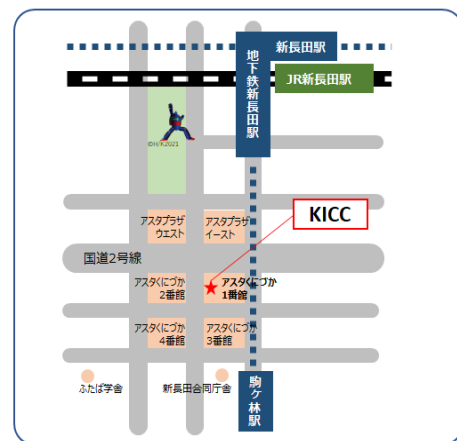 新長田駅
JR新長田駅
地下鉄新長田駅
©H/K2021
KICC
アスタプラザ
ウエスト
アスタプラザ
イースト
国道2号線
アスタくにづか
2番館
アスタくにづか
1番館
アスタくにづか
4番館
アスタくにづか
3番館
ふたば学舎
新長田合同庁舎
駒ケ林駅